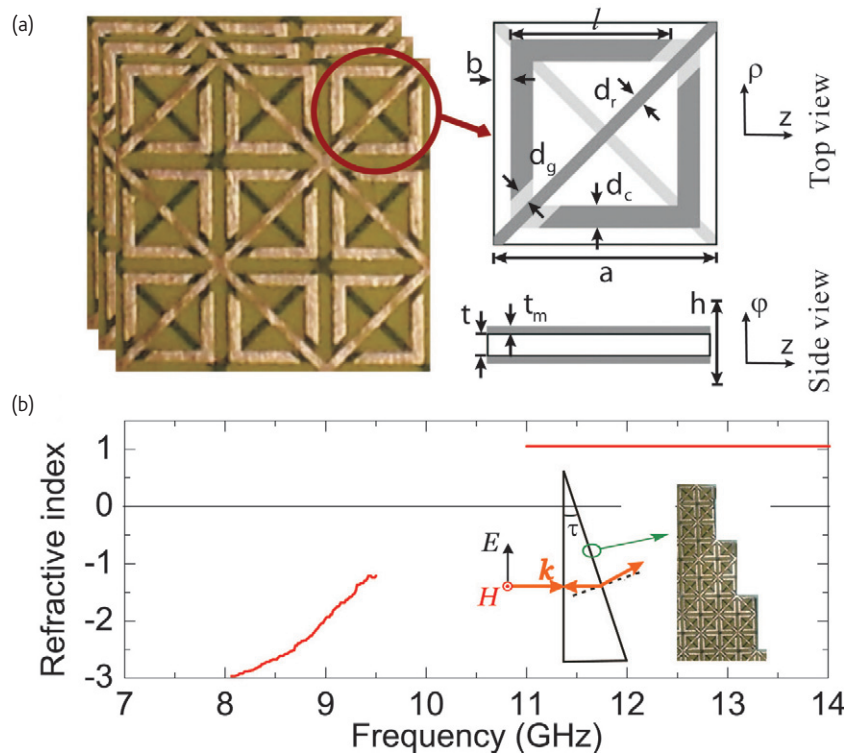 (a)
l
b
d_r
d_g
d_c
a
ρ
z
Top view
t
t_m
h
φ
z
Side view
(b)
Refractive index
1
0
-1
-2
-3
τ
E
k
H
7
8
9
10
11
12
13
14
Frequency (GHz)